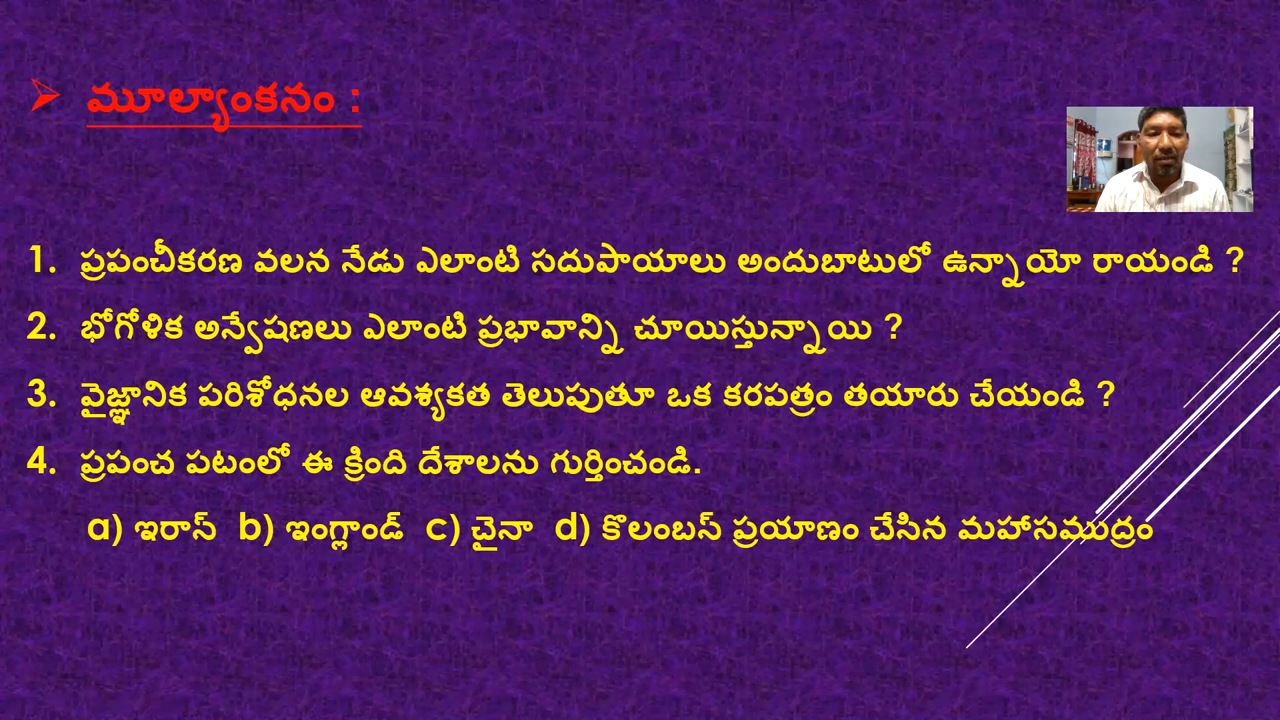 ➢ మూల్యాంకనం :
1. ప్రపంచీకరణ వలన నేడు ఎలాంటి సదుపాయాలు అందుబాటులో ఉన్నాయో రాయండి ?
2. భోగోళిక అన్వేషణలు ఎలాంటి ప్రభావాన్ని చూయిస్తున్నాయి ?
3. వైజ్ఞానిక పరిశోధనల ఆవశ్యకత తెలుపుతూ ఒక కరపత్రం తయారు చేయండి ?
4. ప్రపంచ పటంలో ఈ క్రింది దేశాలను గుర్తించండి.
a) ఇరాస్ b) ఇంగ్లాండ్ c) చైనా d) కొలంబస్ ప్రయాణం చేసిన మహాసముద్రం